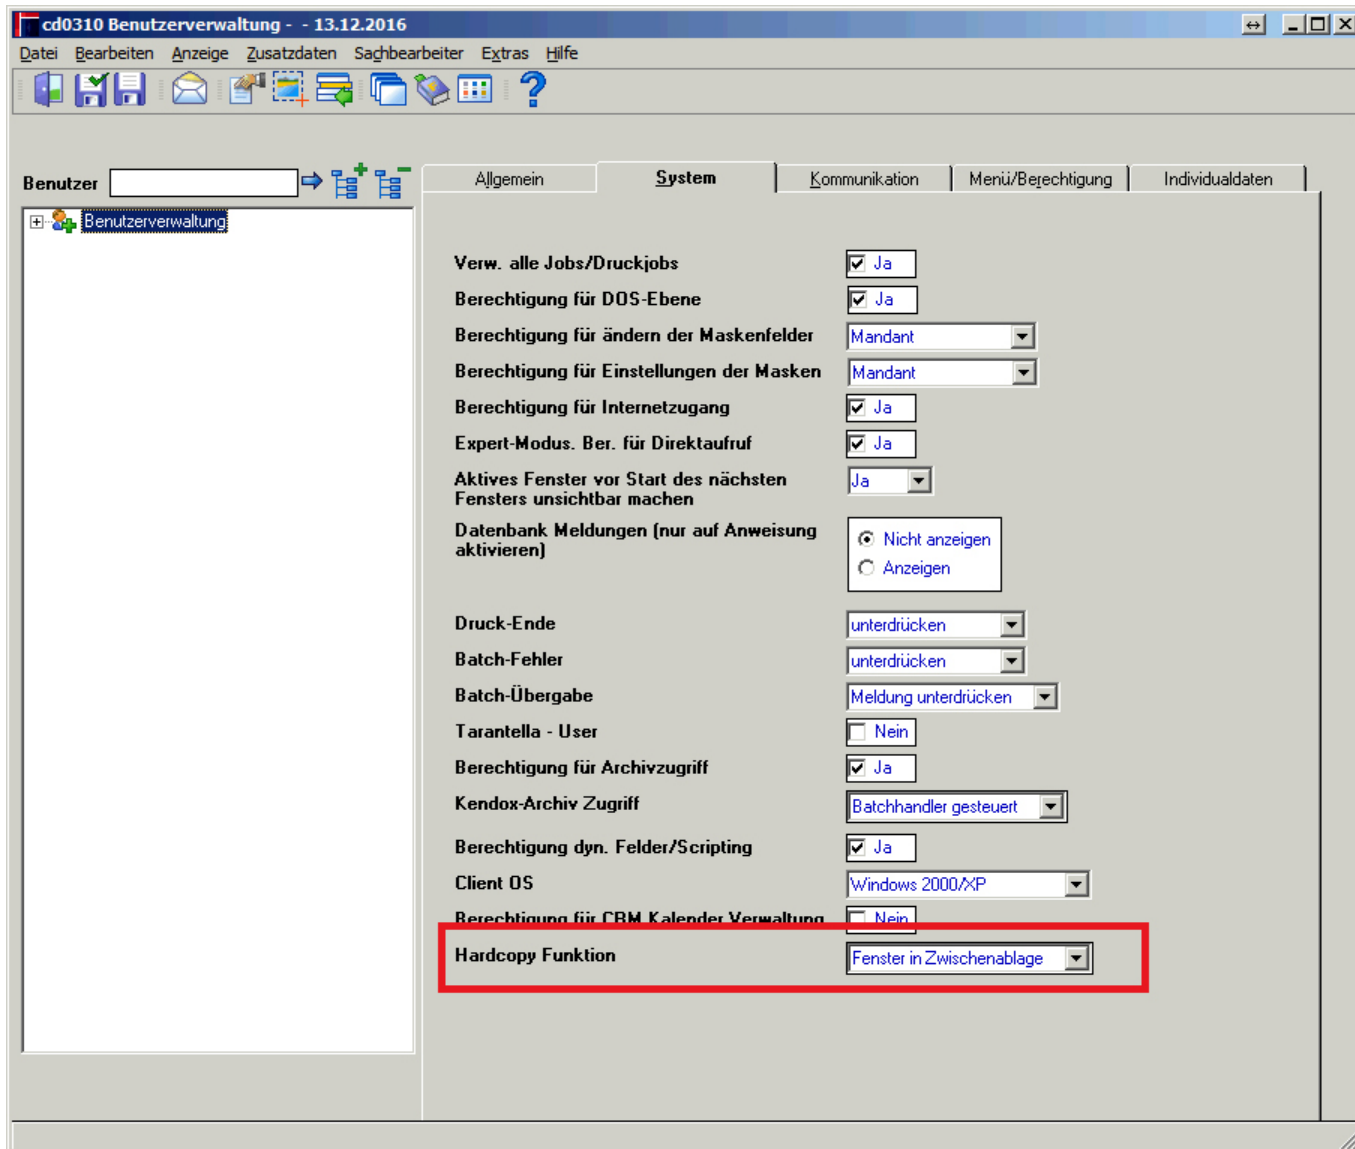 cd0310 Benutzerverwaltung - - 13.12.2016
Datei Bearbeiten Anzeige Zusatzdaten Sachbearbeiter Extras Hilfe
Benutzer
Allgemein System Kommunikation Menü/Berechtigung Individualdaten
Benutzerverwaltung
Verw. alle Jobs/Druckjobs Ja
Berechtigung für DOS-Ebene Ja
Berechtigung für ändern der Maskenfelder Mandant
Berechtigung für Einstellungen der Masken Mandant
Berechtigung für Internetzugang Ja
Expert-Modus. Ber. für Direktaufruf Ja
Aktives Fenster vor Start des nächsten Ja
Fensters unsichtbar machen
Datenbank Meldungen (nur auf Anweisung Nicht anzeigen
aktivieren)
Anzeigen
Druck-Ende unterdrücken
Batch-Fehler unterdrücken
Batch-Übergabe Meldung unterdrücken
Tarantella - User Nein
Berechtigung für Archivzugriff Ja
Kendox-Archiv Zugriff Batchhandler gesteuert
Berechtigung dyn. Felder/Scripting Ja
Client OS Windows 2000/XP
Berechtigung für CRM Kalender Verwaltung Nein
Hardcopy Funktion Fenster in Zwischenablage